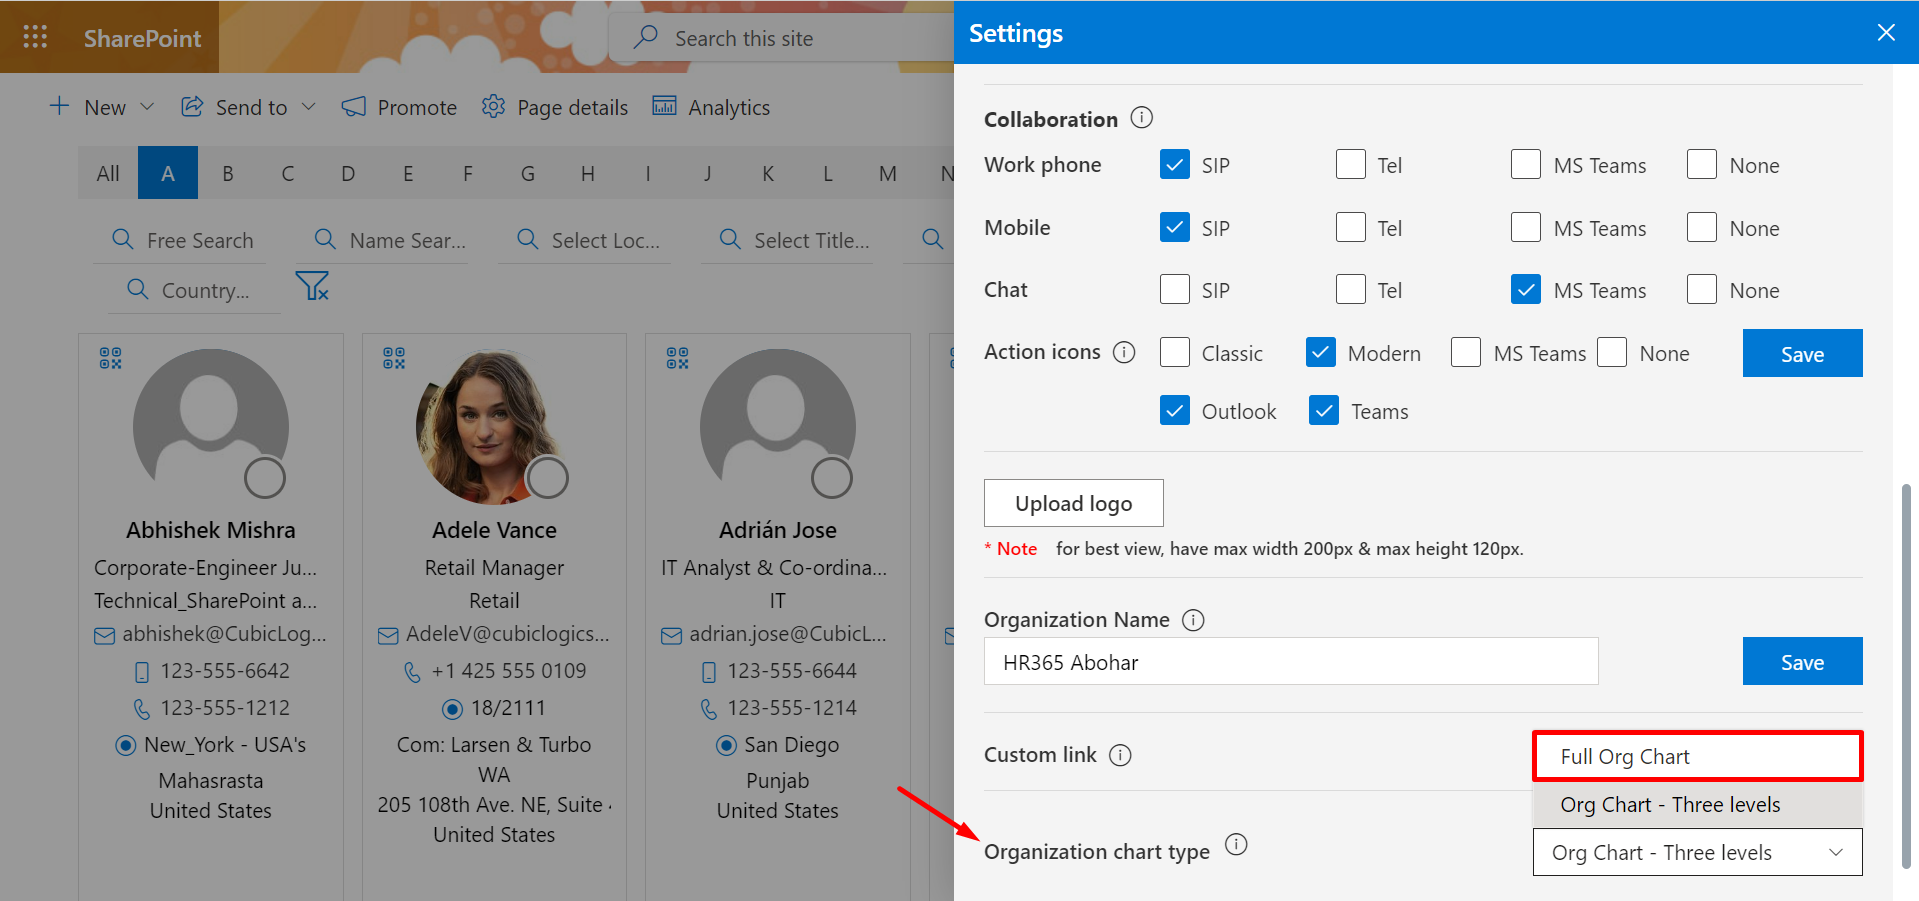 SharePoint
Search this site
New
Send to
Promote
Page details
Analytics
All A B C D E F G H I J K L M N
Free Search
Name Sear...
Select Loc...
Select Title...
Country...
Abhishek Mishra
Corporate-Engineer Ju...
Technical_SharePoint a...
abhishek@CubicLog...
123-555-6642
123-555-1212
New_York - USA's
Mahasrasta
United States
Adele Vance
Retail Manager
Retail
AdeleV@cubiclogics...
+1 425 555 0109
18/2111
Com: Larsen & Turbo
WA
205 108th Ave. NE, Suite
United States
Adrián Jose
IT Analyst & Co-ordina...
IT
adrian.jose@CubicL...
123-555-6644
123-555-1214
San Diego
Punjab
United States
Settings
Collaboration
Work phone SIP Tel MS Teams None
Mobile SIP Tel MS Teams None
Chat SIP Tel MS Teams None
Action icons Classic Modern MS Teams None Save
Outlook Teams
Upload logo
* Note for best view, have max width 200px & max height 120px.
Organization Name
HR365 Abohar
Save
Custom link
Full Org Chart
Org Chart - Three levels
Organization chart type
Org Chart - Three levels